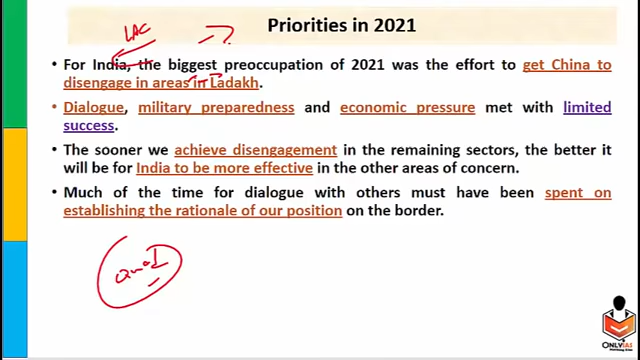 Priorities in 2021
LAC
?
• For India, the biggest preoccupation of 2021 was the effort to get China to
disengage in areas in Ladakh.
• Dialogue, military preparedness and economic pressure met with limited
success.
• The sooner we achieve disengagement in the remaining sectors, the better it
will be for India to be more effective in the other areas of concern.
• Much of the time for dialogue with others must have been spent on
establishing the rationale of our position on the border.
Quad
ONLYIAS